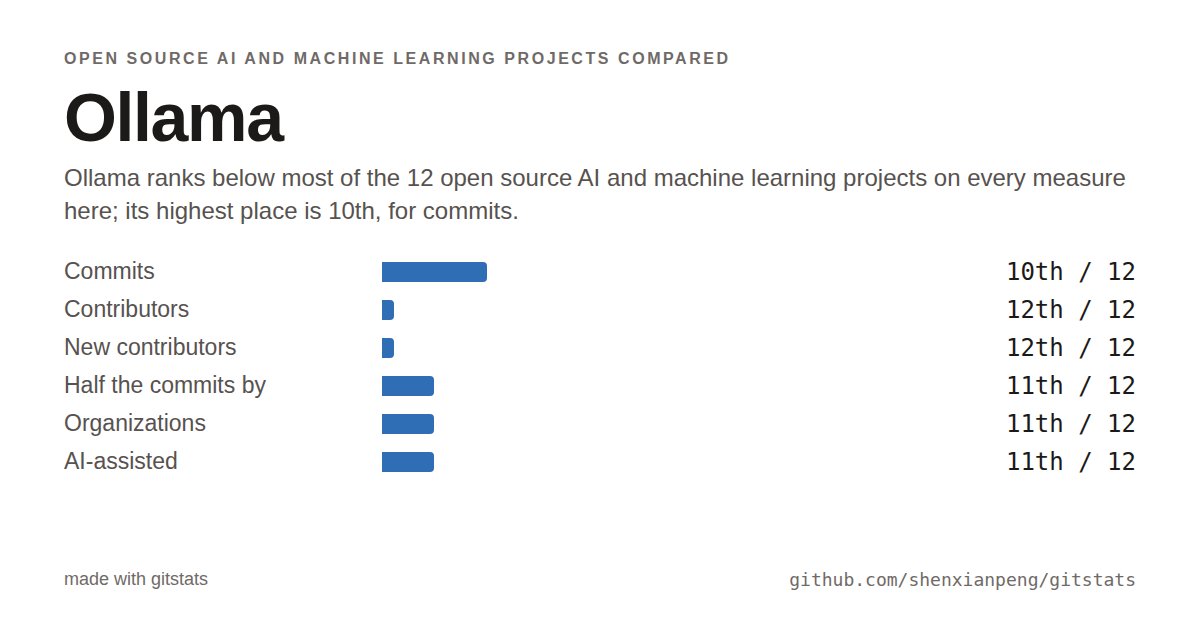 OPEN SOURCE AI AND MACHINE LEARNING PROJECTS COMPARED
Ollama
Ollama ranks below most of the 12 open source AI and machine learning projects on every measure
here; its highest place is 10th, for commits.
Commits 10th / 12
Contributors 12th / 12
New contributors 12th / 12
Half the commits by 11th / 12
Organizations 11th / 12
AI-assisted 11th / 12
made with gitstats github.com/shenxianpeng/gitstats